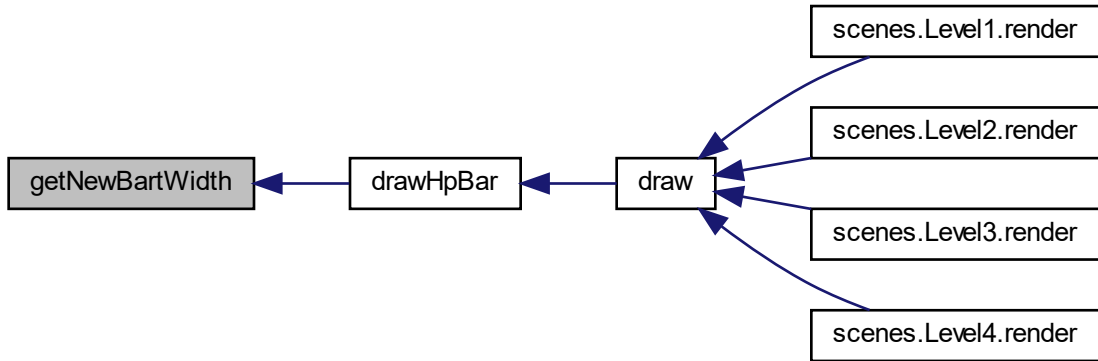 scenes.Level1.render
scenes.Level2.render
getNewBartWidth
drawHpBar
draw
scenes.Level3.render
scenes.Level4.render